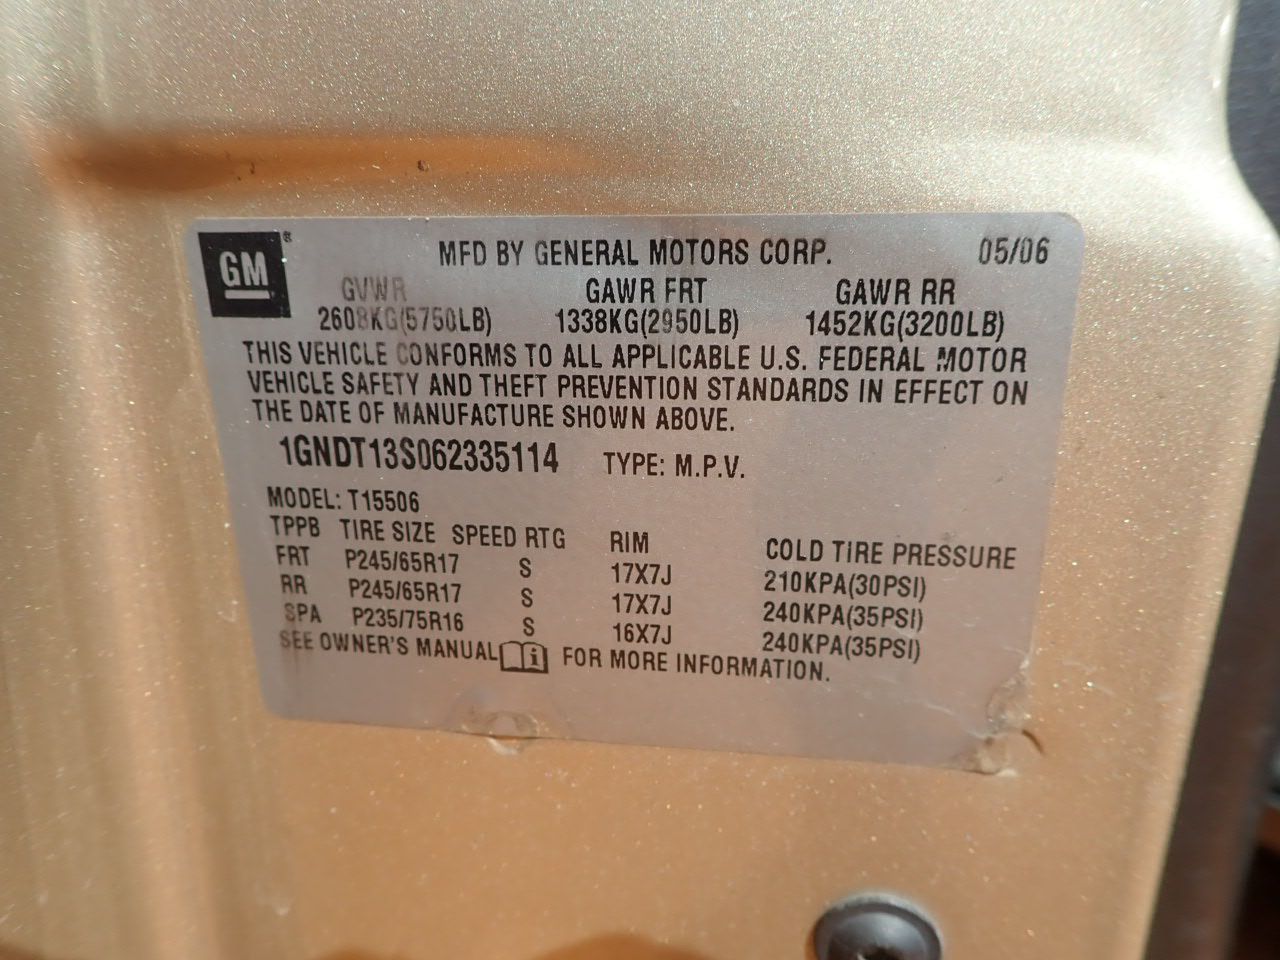 GM® MFD BY GENERAL MOTORS CORP. 05/06
GVWR GAWR FRT GAWR RR
2608KG(5750LB) 1338KG(2950LB) 1452KG(3200LB)
THIS VEHICLE CONFORMS TO ALL APPLICABLE U.S. FEDERAL MOTOR
VEHICLE SAFETY AND THEFT PREVENTION STANDARDS IN EFFECT ON
THE DATE OF MANUFACTURE SHOWN ABOVE.
1GNDT13S062335114 TYPE: M.P.V.
MODEL: T15506
TPPB TIRE SIZE SPEED RTG RIM COLD TIRE PRESSURE
FRT P245/65R17 S 17X7J 210KPA(30PSI)
RR P245/65R17 S 17X7J 240KPA(35PSI)
SPA P235/75R16 S 16X7J 240KPA(35PSI)
SEE OWNER'S MANUAL i FOR MORE INFORMATION.